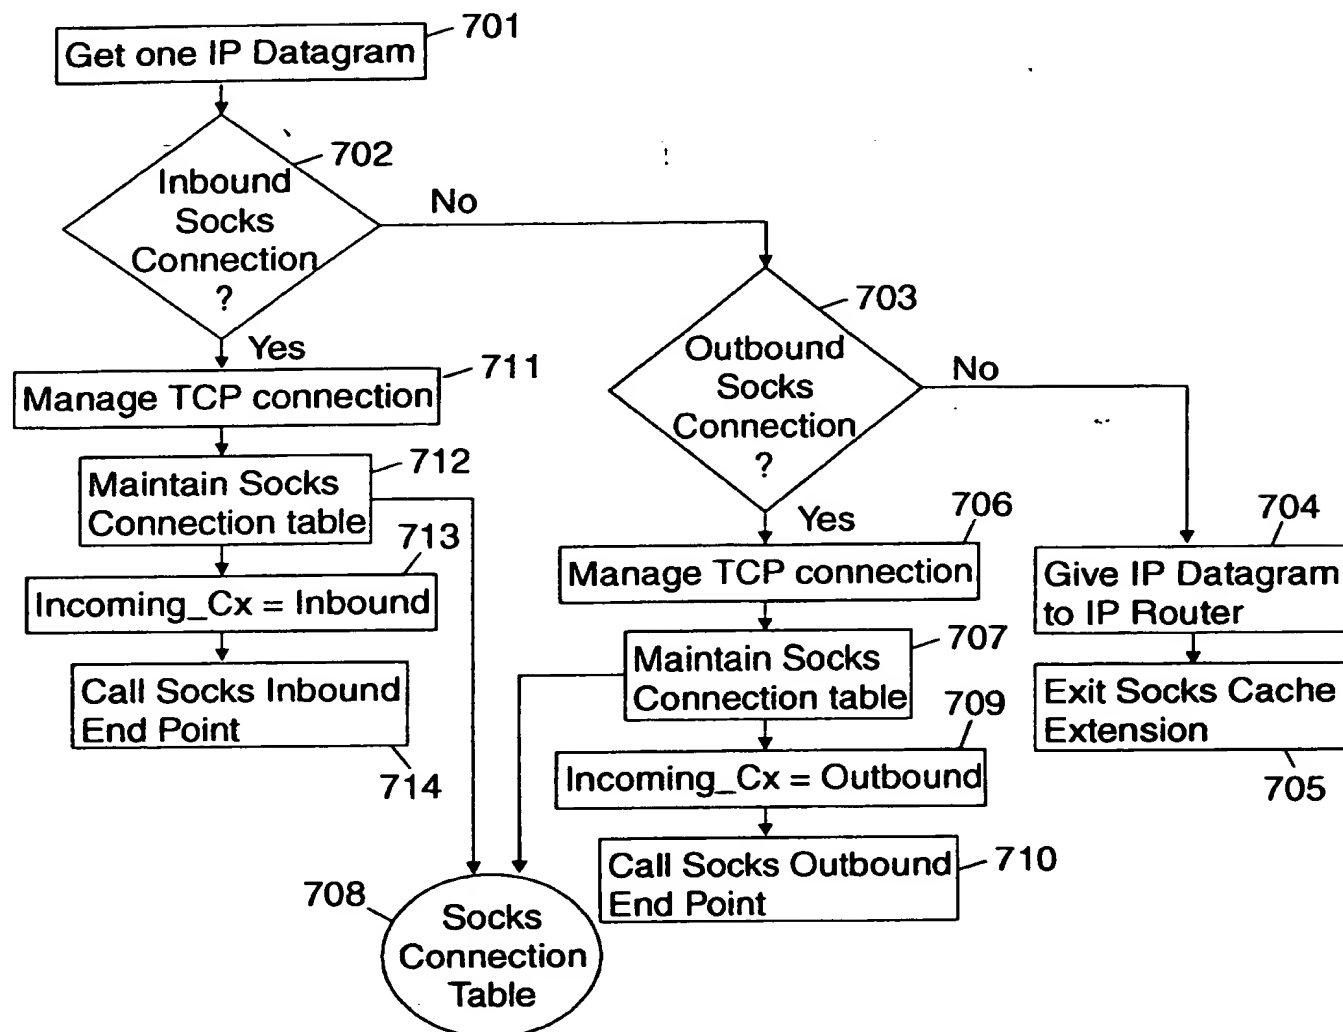 Get one IP Datagram
701
702
Inbound
Socks
Connection
?
No
Yes
703
Outbound
Socks
Connection
?
No
Yes
711
Manage TCP connection
712
Maintain Socks
Connection table
713
Incoming_Cx = Inbound
Call Socks Inbound
End Point
714
706
Manage TCP connection
707
Maintain Socks
Connection table
709
Incoming_Cx = Outbound
Call Socks Outbound
End Point
710
704
Give IP Datagram
to IP Router
Exit Socks Cache
Extension
705
708
Socks
Connection
Table